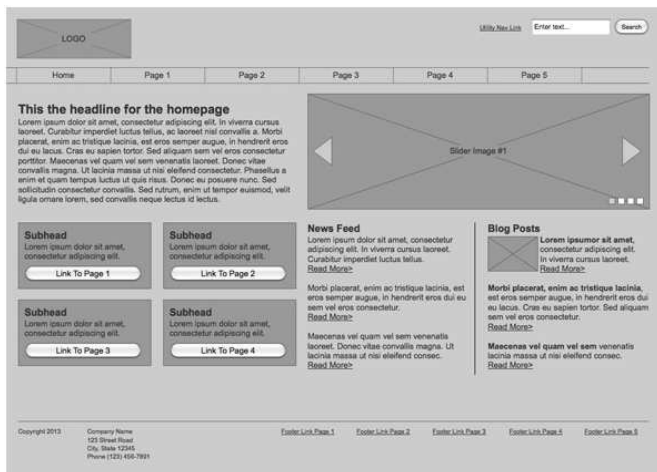 LOGO
Utility Nav Link
Enter text...
Search
Home
Page 1
Page 2
Page 3
Page 4
Page 5
This the headline for the homepage
Lorem ipsum dolor sit amet, consectetur adipiscing elit. In viverra cursus
laoreet. Curabitur imperdiet luctus tellus, ac laoreet nisl convallis a. Morbi
placerat, enim ac tristique lacinia, est eros semper augue, in hendrerit eros
dui eu lacus. Cras eu sapien tortor. Sed aliquam sem vel eros consectetur
porttitor. Maecenas vel quam vel sem venenatis laoreet. Donec vitae
convallis magna. Ut lacinia massa ut nisi eleifend consectetur. Phasellus a
enim et quam tempus luctus ut quis risus. Donec eu posuere nunc. Sed
sollicitudin consectetur convallis. Sed rutrum, enim ut tempor euismod, velit
ligula ornare lorem, sed convallis neque lectus id lectus.
Slider Image #1
Subhead
Lorem ipsum dolor sit amet,
consectetur adipiscing elit.
Link To Page 1
Subhead
Lorem ipsum dolor sit amet,
consectetur adipiscing elit.
Link To Page 2
Subhead
Lorem ipsum dolor sit amet,
consectetur adipiscing elit.
Link To Page 3
Subhead
Lorem ipsum dolor sit amet,
consectetur adipiscing elit.
Link To Page 4
News Feed
Lorem ipsum dolor sit amet, consectetur
adipiscing elit. In viverra cursus laoreet.
Curabitur imperdiet luctus tellus.
Read More>
Morbi placerat, enim ac tristique lacinia, est
eros semper augue, in hendrerit eros dui eu
lacus. Cras eu sapien tortor.
Read More>
Maecenas vel quam vel sem venenatis
laoreet. Donec vitae convallis magna. Ut
lacinia massa ut nisi eleifend consec.
Read More>
Blog Posts
Lorem ipsumor sit amet,
consectetur adipiscing elit.
In viverra cursus laoreet.
Read More>
Morbi placerat, enim ac tristique lacinia,
est eros semper augue, in hendrerit eros
dui eu lacus. Cras eu tortor. Sed aliquam
sem vel eros consectetur.
Read More>
Maecenas vel quam vel sem venenatis
laoreet. Donec vitae convallis magna. Ut
lacinia massa ut nisi eleifend consec.
Read More>
Copyright 2013
Company Name
123 Street Road
City, State 12345
Phone (123) 456-7891
Footer Link Page 1
Footer Link Page 2
Footer Link Page 3
Footer Link Page 4
Footer Link Page 5